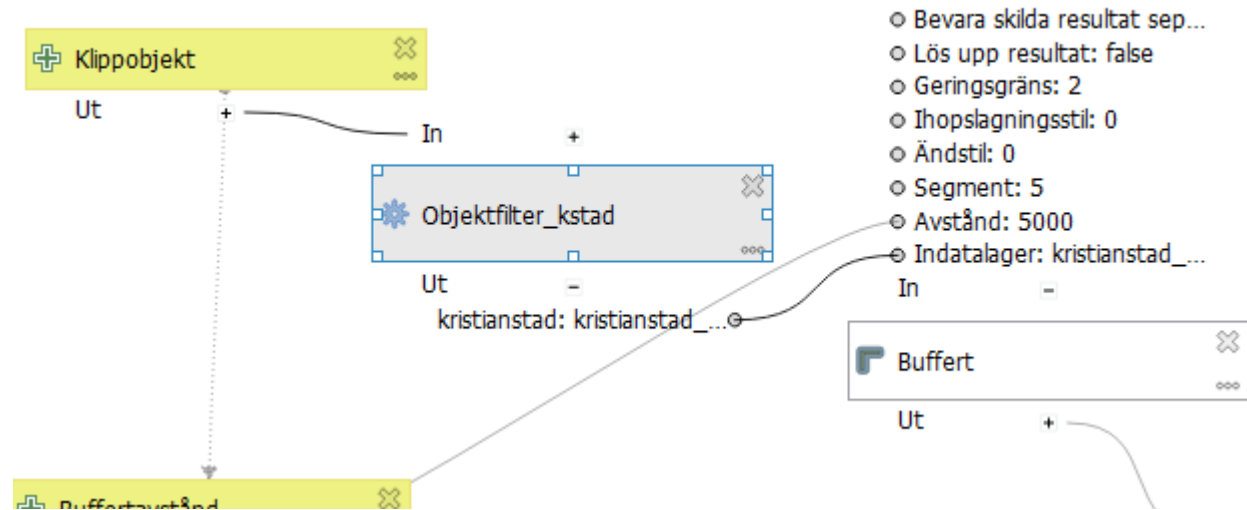 Klippobjekt
Ut
In
Objektfilter_kstad
Ut
kristianstad: kristianstad_...
Bevara skilda resultat sep...
Lös upp resultat: false
Geringsgräns: 2
Ihopslagningsstil: 0
Ändstil: 0
Segment: 5
Avstånd: 5000
Indatalager: kristianstad_...
In
Buffert
Ut
Buffertavstånd